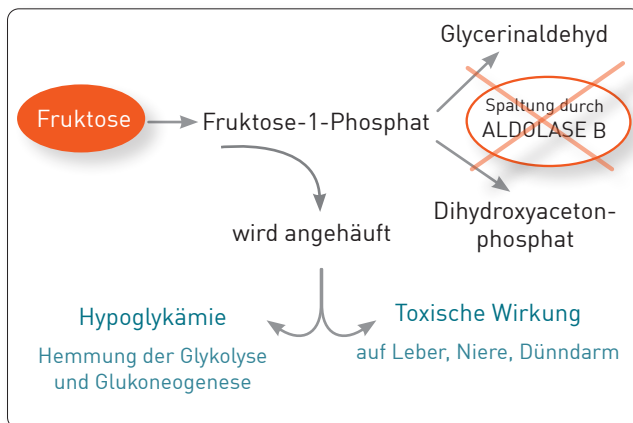 Glycerinaldehyd
Fruktose
Fruktose-1-Phosphat
Spaltung durch
ALDOLASE B
Dihydroxyaceton-
phosphat
wird angehäuft
Hypoglykämie
Hemmung der Glykolyse
und Glukoneogenese
Toxische Wirkung
auf Leber, Niere, Dünndarm